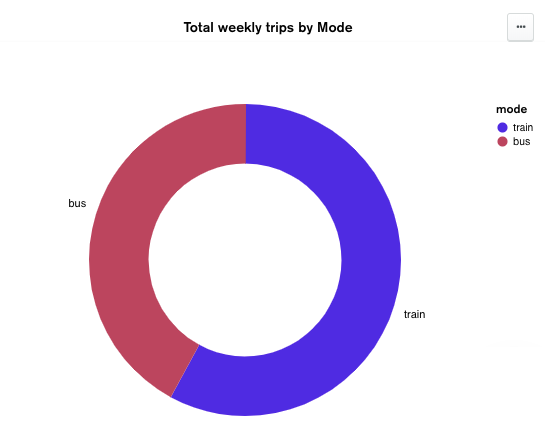 Total weekly trips by Mode
mode
train
bus
bus
train